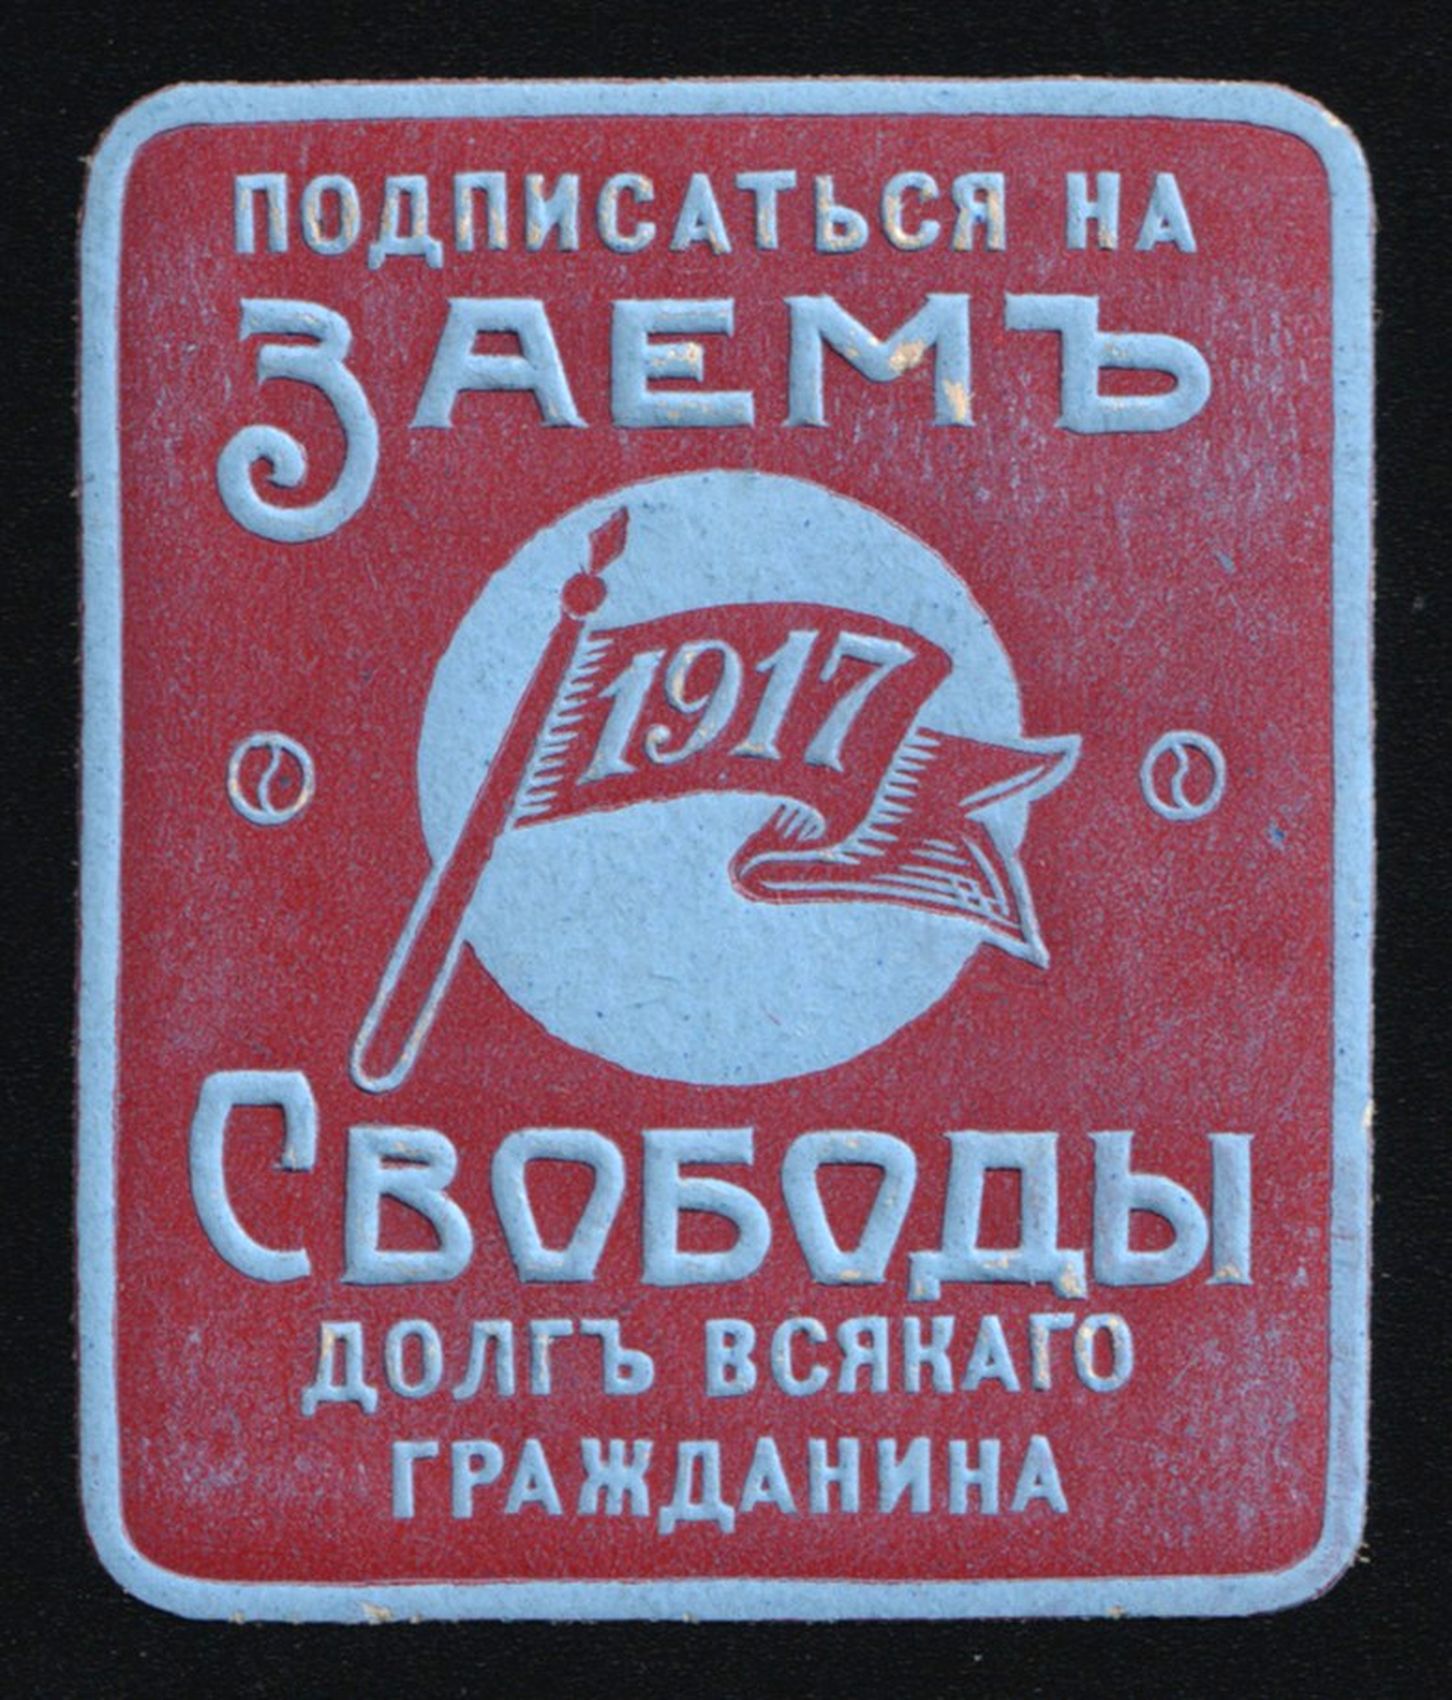 ПОДПИСАТЬСЯ НА
ЗАЕМЪ
1917
СВОБОДЫ
ДОЛГЪ ВСЯКАГО
ГРАЖДАНИНА